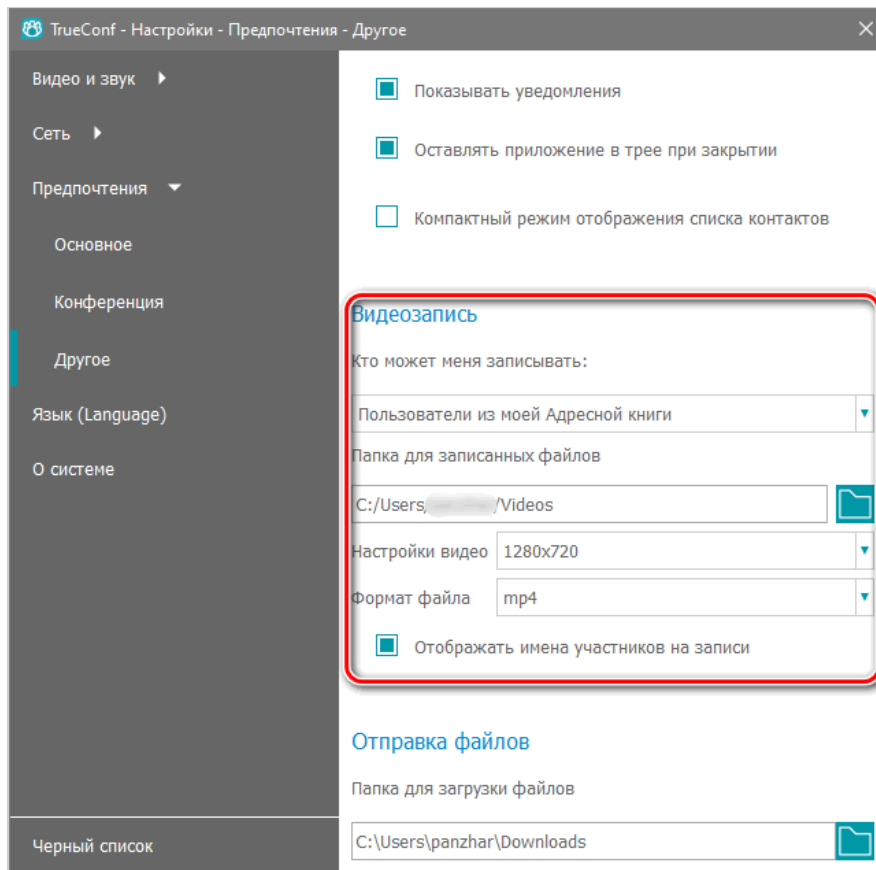 TrueConf - Настройки - Предпочтения - Другое
Видео и звук
Сеть
Предпочтения
Основное
Конференция
Другое
Язык (Language)
О системе
Черный список
Показывать уведомления
Оставлять приложение в трее при закрытии
Компактный режим отображения списка контактов
Видеозапись
Кто может меня записывать:
Пользователи из моей Адресной книги
Папка для записанных файлов
C:/Users/ /Videos
Настройки видео 1280x720
Формат файла mp4
Отображать имена участников на записи
Отправка файлов
Папка для загрузки файлов
C:\Users\panzhar\Downloads